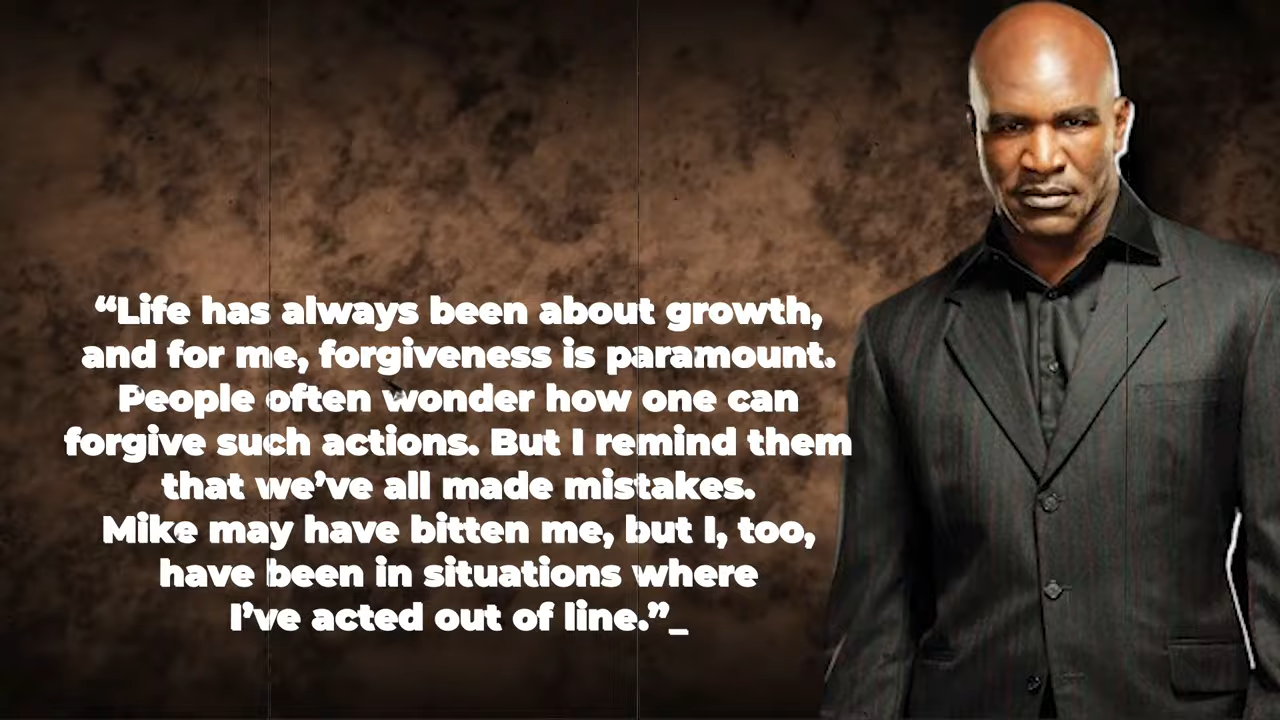 “Life has always been about growth,
and for me, forgiveness is paramount.
People often wonder how one can
forgive such actions. But I remind them
that we’ve all made mistakes.
Mike may have bitten me, but I, too,
have been in situations where
I’ve acted out of line.”_